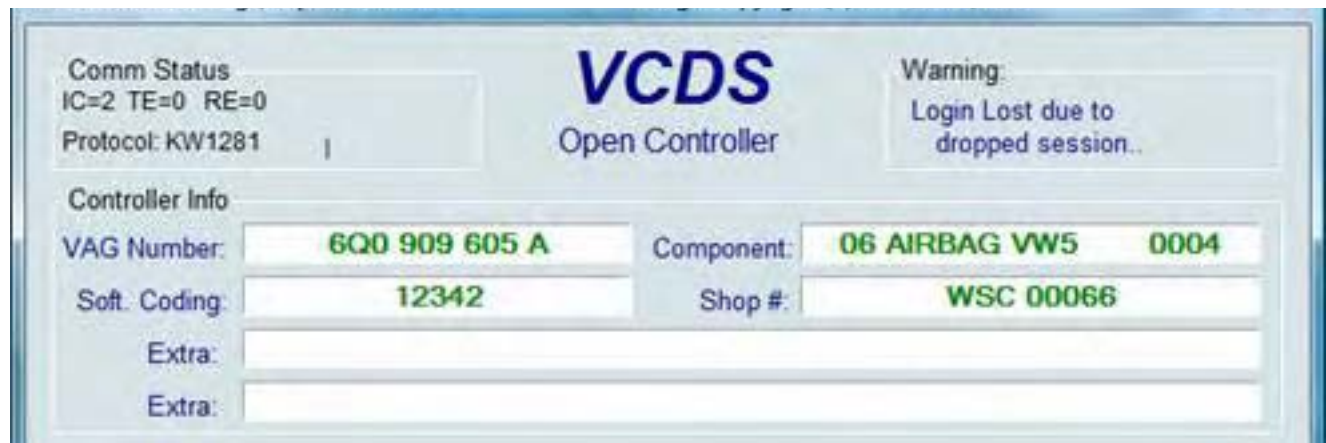 Comm Status
IC=2 TE=0 RE=0
Protocol: KW1281
VCDS
Open Controller
Warning:
Login Lost due to
dropped session..
Controller Info
VAG Number: 6Q0 909 605 A Component: 06 AIRBAG VW5 0004
Soft. Coding: 12342 Shop #: WSC 00066
Extra:
Extra: